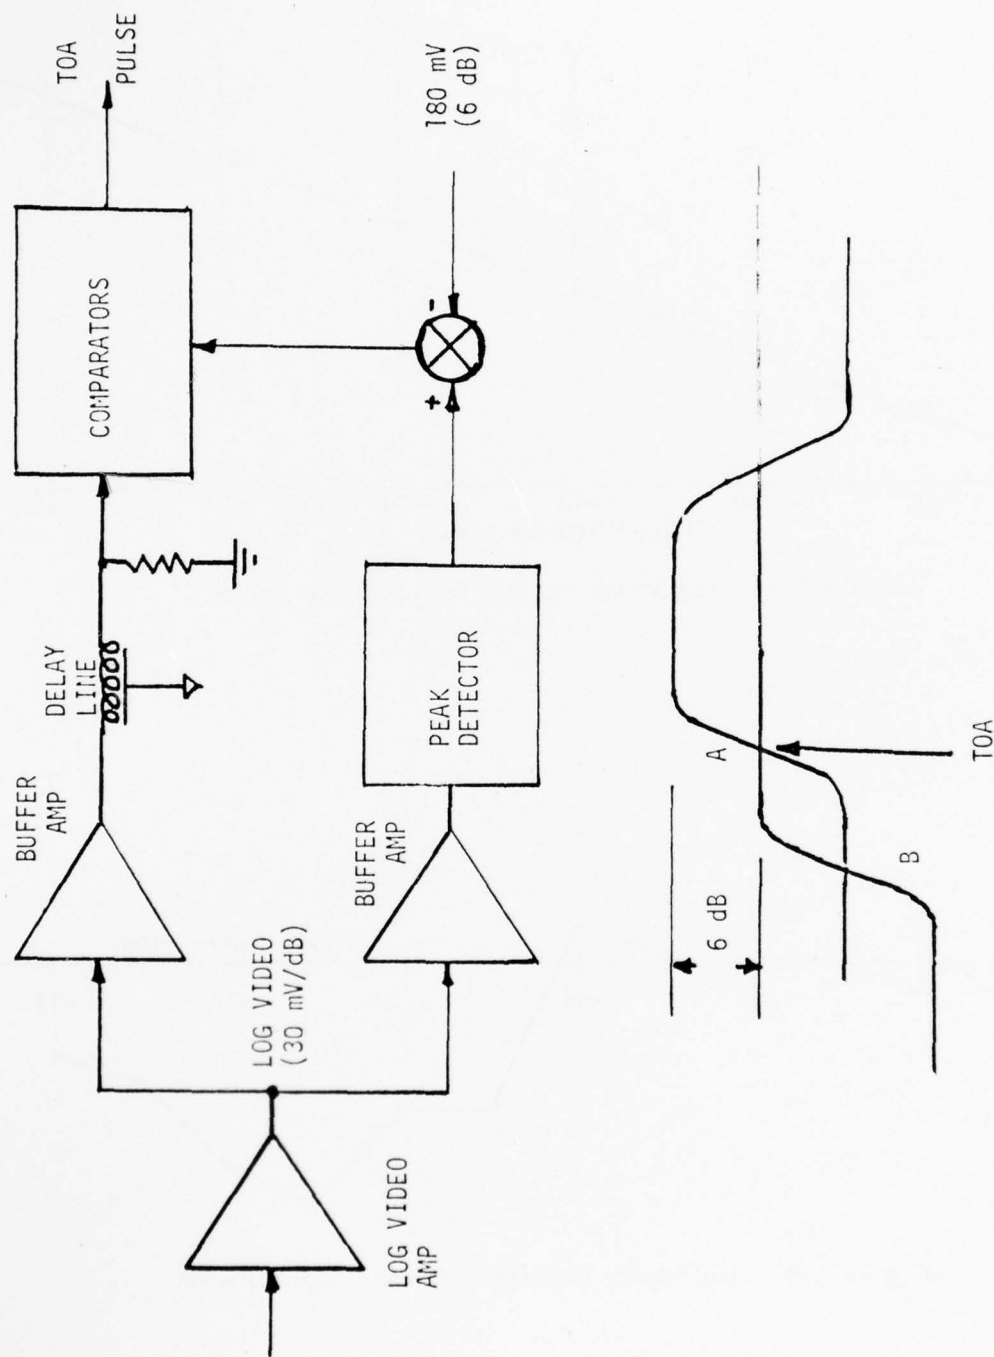 LOG VIDEO
AMP
LOG VIDEO
(30 mV/dB)
BUFFER
AMP
DELAY
LINE
COMPARATORS
TOA
PULSE
BUFFER
AMP
PEAK
DETECTOR
+
-
180 mV
(6 dB)
6 dB
A
B
TOA